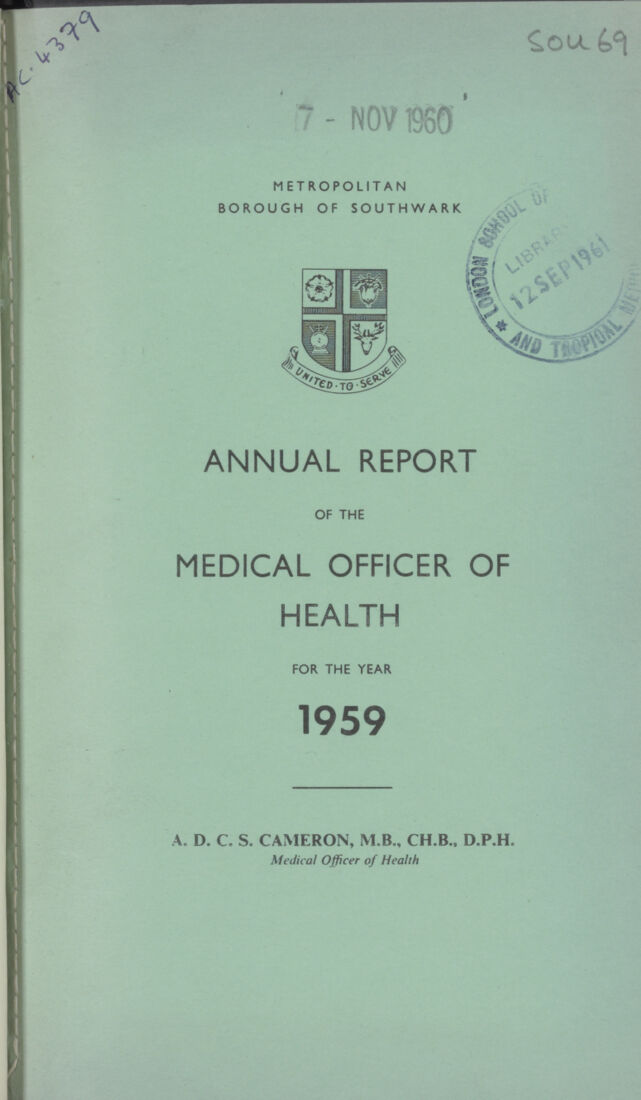 AC. 4379
SOU 69
7 - NOV 1960
METROPOLITAN
BOROUGH OF SOUTHWARK
LONDON SCHOOL OF
LIBRARY
12 SEP 1961
AND TROPICAL
UNITED · TO · SERVE
ANNUAL REPORT
OF THE
MEDICAL OFFICER OF
HEALTH
FOR THE YEAR
1959
A. D. C. S. CAMERON, M.B., CH.B., D.P.H.
Medical Officer of Health